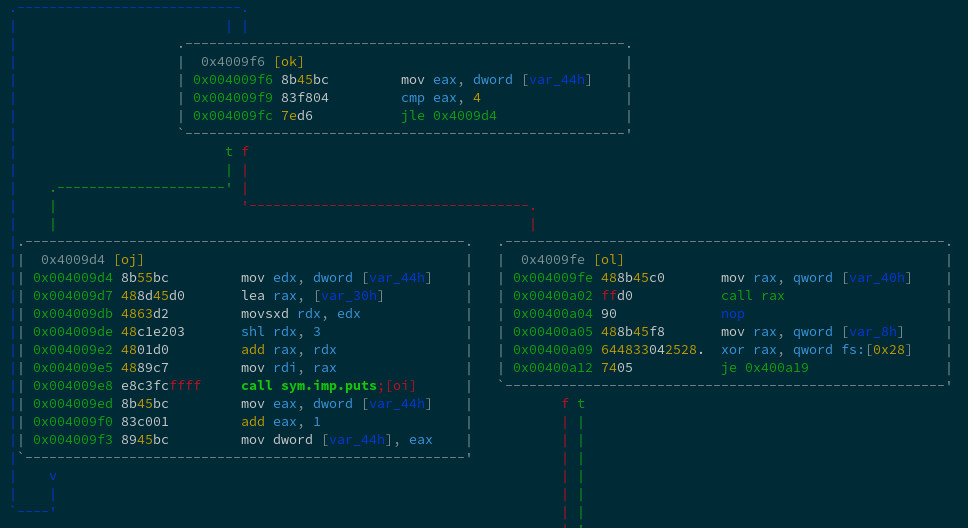 0x4009f6 [ok]
0x004009f6 8b45bc mov eax, dword [var_44h]
0x004009f9 83f804 cmp eax, 4
0x004009fc 7ed6 jle 0x4009d4
t f
0x4009d4 [oj]
0x004009d4 8b55bc mov edx, dword [var_44h]
0x004009d7 488d45d0 lea rax, [var_30h]
0x004009db 4863d2 movsxd rdx, edx
0x004009de 48c1e203 shl rdx, 3
0x004009e2 4801d0 add rax, rdx
0x004009e5 4889c7 mov rdi, rax
0x004009e8 e8c3fcffff call sym.imp.puts;[oi]
0x004009ed 8b45bc mov eax, dword [var_44h]
0x004009f0 83c001 add eax, 1
0x004009f3 8945bc mov dword [var_44h], eax
v
0x4009fe [ol]
0x004009fe 488b45c0 mov rax, qword [var_40h]
0x00400a02 ffd0 call rax
0x00400a04 90 nop
0x00400a05 488b45f8 mov rax, qword [var_8h]
0x00400a09 644833042528. xor rax, qword fs:[0x28]
0x00400a12 7405 je 0x400a19
f t